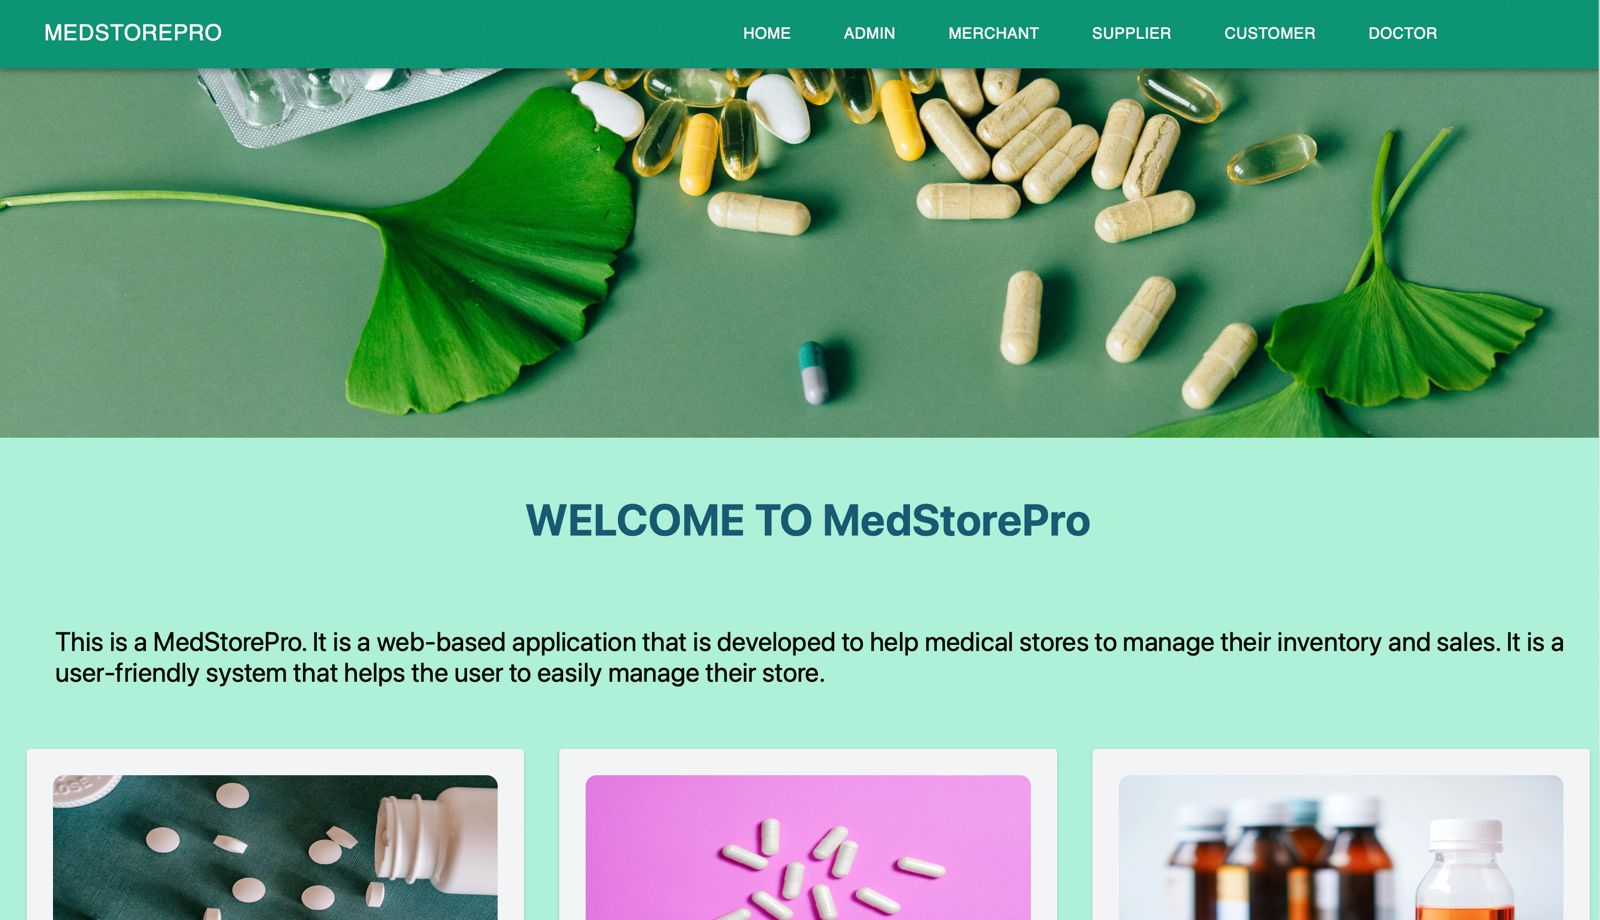 MEDSTOREPRO
HOME ADMIN MERCHANT SUPPLIER CUSTOMER DOCTOR
WELCOME TO MedStorePro
This is a MedStorePro. It is a web-based application that is developed to help medical stores to manage their inventory and sales. It is a
user-friendly system that helps the user to easily manage their store.